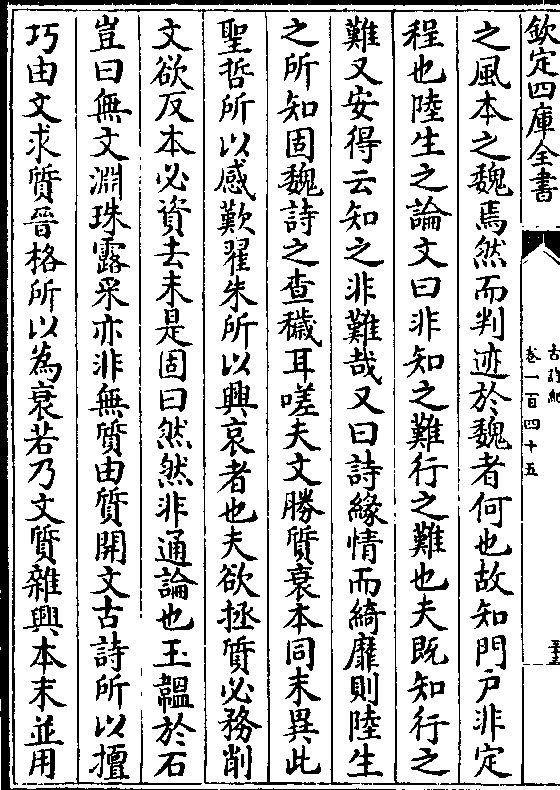 欽定四庫全書
古詩紀
卷一百四十五
之風本之魏焉然而判迹於魏者何也故知門戶非定
程也陸生之論文曰非知之難行之難也夫既知行之
難又安得云知之非難哉又曰詩緣情而綺靡則陸生
之所知固魏詩之查穢耳嗟夫文勝質衰本同末異此
聖哲所以感歎翟朱所以興哀者也夫欲拯質必務削
文欲反本必資去末是固曰然然非通論也玉韞於石
豈曰無文淵珠露采亦非無質由質開文古詩所以擅
巧由文求質晉格所以為衰若乃文質雜興本末並用